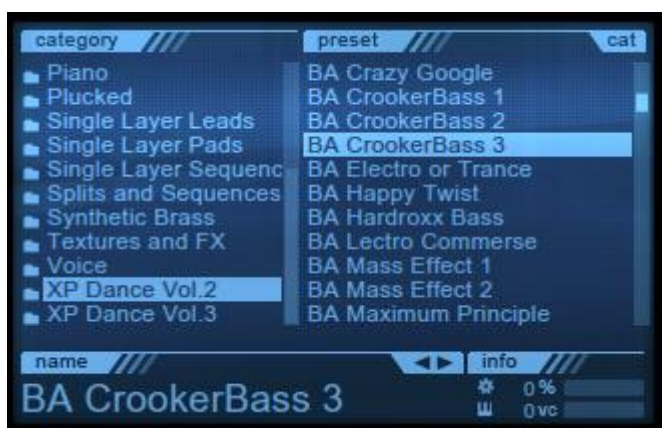 category
preset
cat
Piano
Plucked
Single Layer Leads
Single Layer Pads
Single Layer Sequenc
Splits and Sequences
Synthetic Brass
Textures and FX
Voice
XP Dance Vol.2
XP Dance Vol.3
BA Crazy Google
BA CrookerBass 1
BA CrookerBass 2
BA CrookerBass 3
BA Electro or Trance
BA Happy Twist
BA Hardroxx Bass
BA Lectro Commerse
BA Mass Effect 1
BA Mass Effect 2
BA Maximum Principle
name
info
BA CrookerBass 3
0 %
0 vc